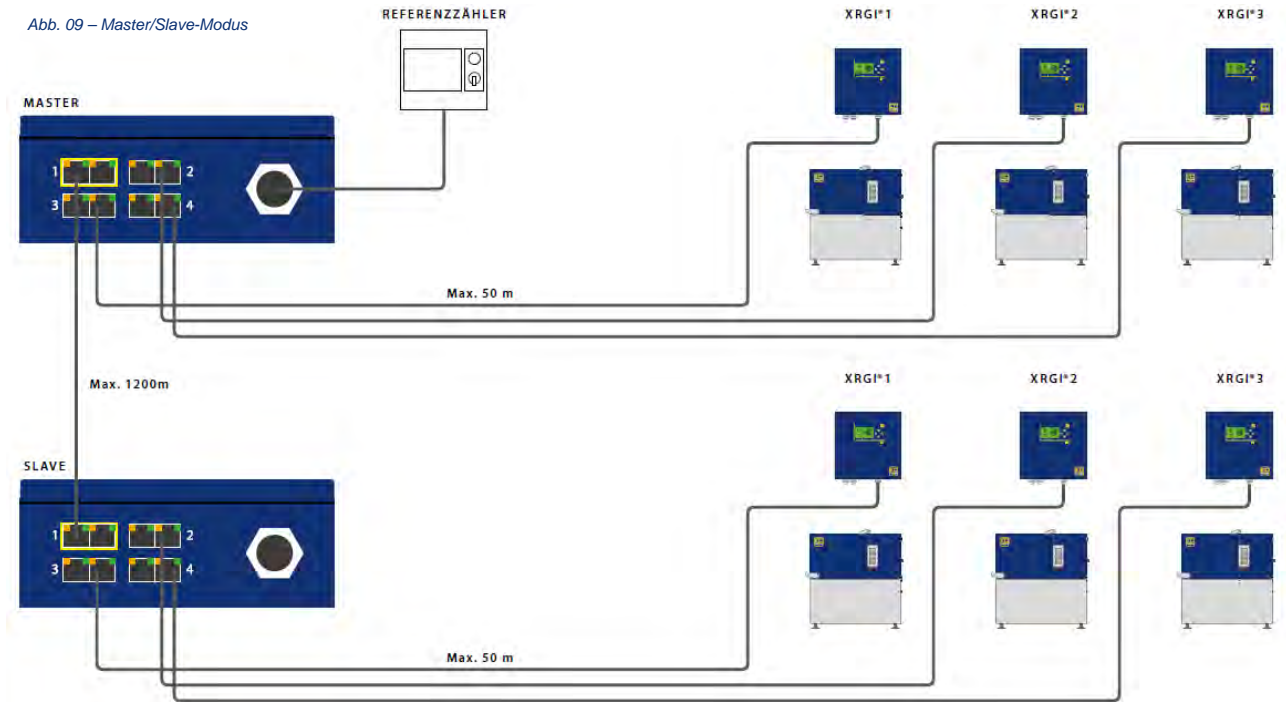 Abb. 09 – Master/Slave-Modus
REFERENZZÄHLER
XRGI®1
XRGI®2
XRGI®3
MASTER
1
2
3
4
Max. 50 m
Max. 1200m
XRGI®1
XRGI®2
XRGI®3
SLAVE
1
2
3
4
Max. 50 m